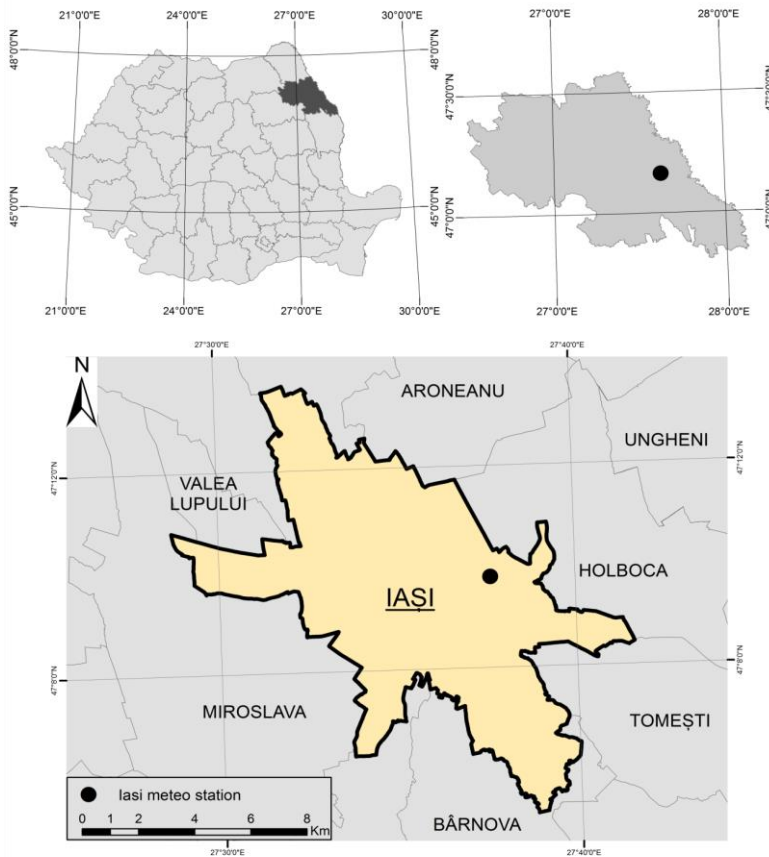 21°0'0"E 24°0'0"E 27°0'0"E 30°0'0"E
48°0'0"N 48°0'0"N
45°0'0"N 45°0'0"N
21°0'0"E 24°0'0"E 27°0'0"E 30°0'0"E
27°0'0"E 28°0'0"E
47°30'0"N
47°0'0"N
27°0'0"E 28°0'0"E
27°30'0"E 27°40'0"E
N
ARONEANU
UNGHENI
47°12'0"N 47°12'0"N
VALEA
LUPULUI
HOLBOCA
IAȘI
47°8'0"N 47°8'0"N
MIROSLAVA
TOMEȘTI
BÂRNOVA
Iasi meteo station
0 1 2 4 6 8
Km
27°30'0"E 27°40'0"E